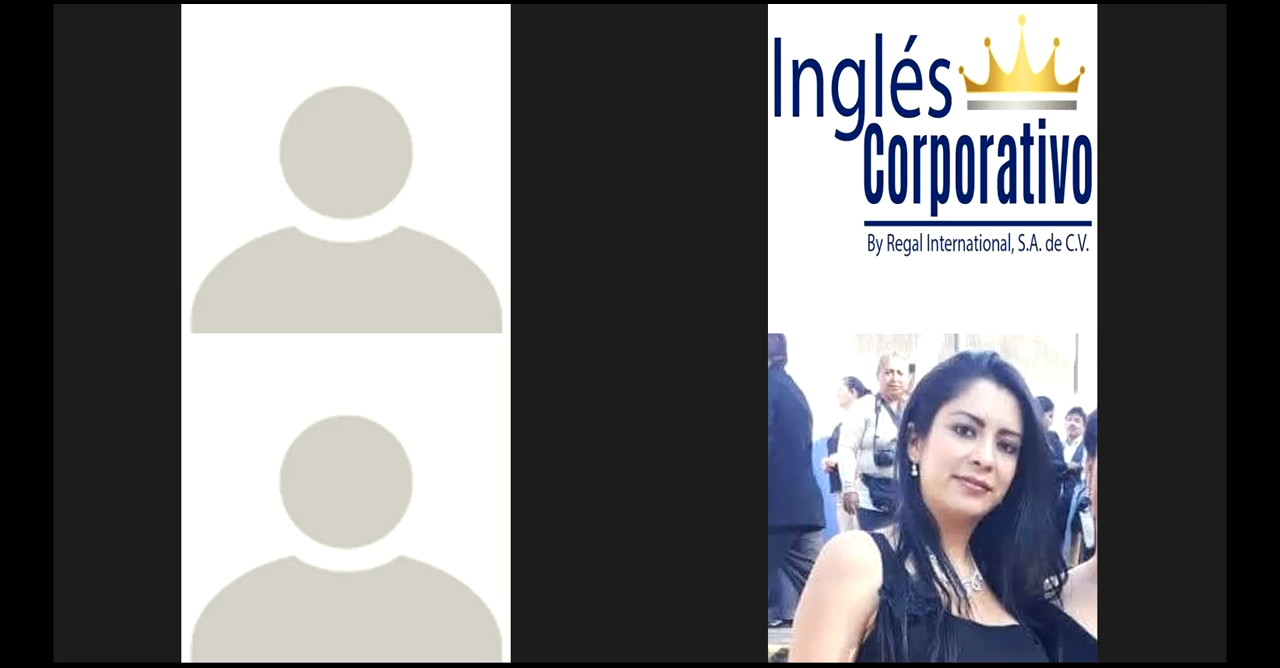 Inglés
Corporativo
By Regal International, S.A. de C.V.